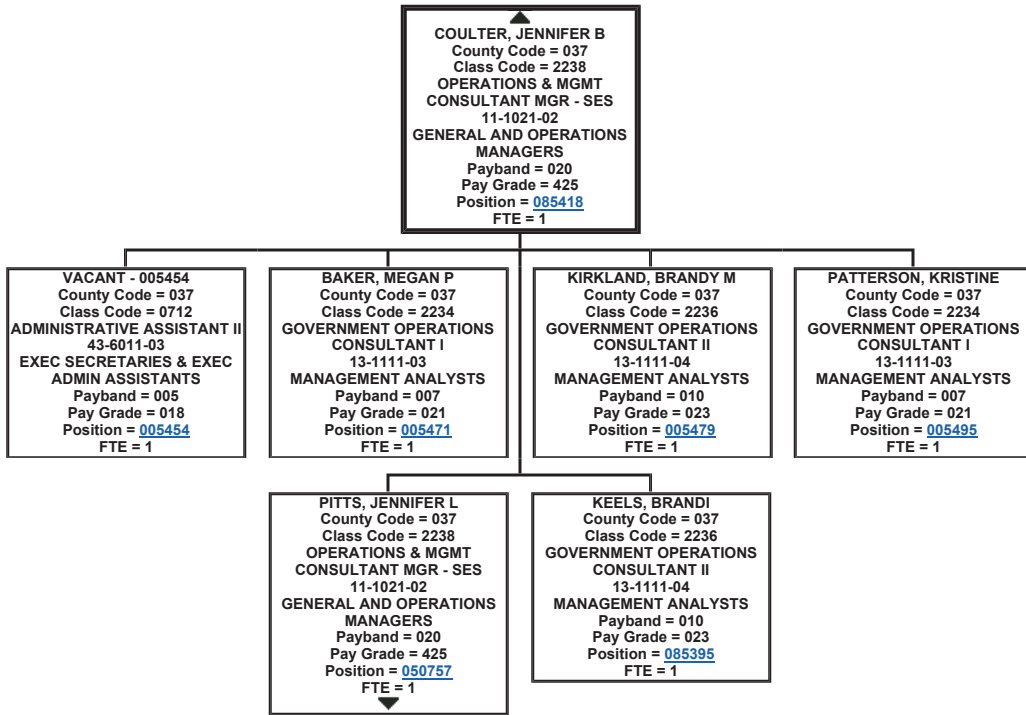 COULTER, JENNIFER B
County Code = 037
Class Code = 2238
OPERATIONS & MGMT
CONSULTANT MGR - SES
11-1021-02
GENERAL AND OPERATIONS
MANAGERS
Payband = 020
Pay Grade = 425
Position = 085418
FTE = 1
VACANT - 005454
County Code = 037
Class Code = 0712
ADMINISTRATIVE ASSISTANT II
43-6011-03
EXEC SECRETARIES & EXEC
ADMIN ASSISTANTS
Payband = 005
Pay Grade = 018
Position = 005454
FTE = 1
BAKER, MEGAN P
County Code = 037
Class Code = 2234
GOVERNMENT OPERATIONS
CONSULTANT I
13-1111-03
MANAGEMENT ANALYSTS
Payband = 007
Pay Grade = 021
Position = 005471
FTE = 1
KIRKLAND, BRANDY M
County Code = 037
Class Code = 2236
GOVERNMENT OPERATIONS
CONSULTANT II
13-1111-04
MANAGEMENT ANALYSTS
Payband = 010
Pay Grade = 023
Position = 005479
FTE = 1
PATTERSON, KRISTINE
County Code = 037
Class Code = 2234
GOVERNMENT OPERATIONS
CONSULTANT I
13-1111-03
MANAGEMENT ANALYSTS
Payband = 007
Pay Grade = 021
Position = 005495
FTE = 1
PITTS, JENNIFER L
County Code = 037
Class Code = 2238
OPERATIONS & MGMT
CONSULTANT MGR - SES
11-1021-02
GENERAL AND OPERATIONS
MANAGERS
Payband = 020
Pay Grade = 425
Position = 050757
FTE = 1
KEELS, BRANDI
County Code = 037
Class Code = 2236
GOVERNMENT OPERATIONS
CONSULTANT II
13-1111-04
MANAGEMENT ANALYSTS
Payband = 010
Pay Grade = 023
Position = 085395
FTE = 1